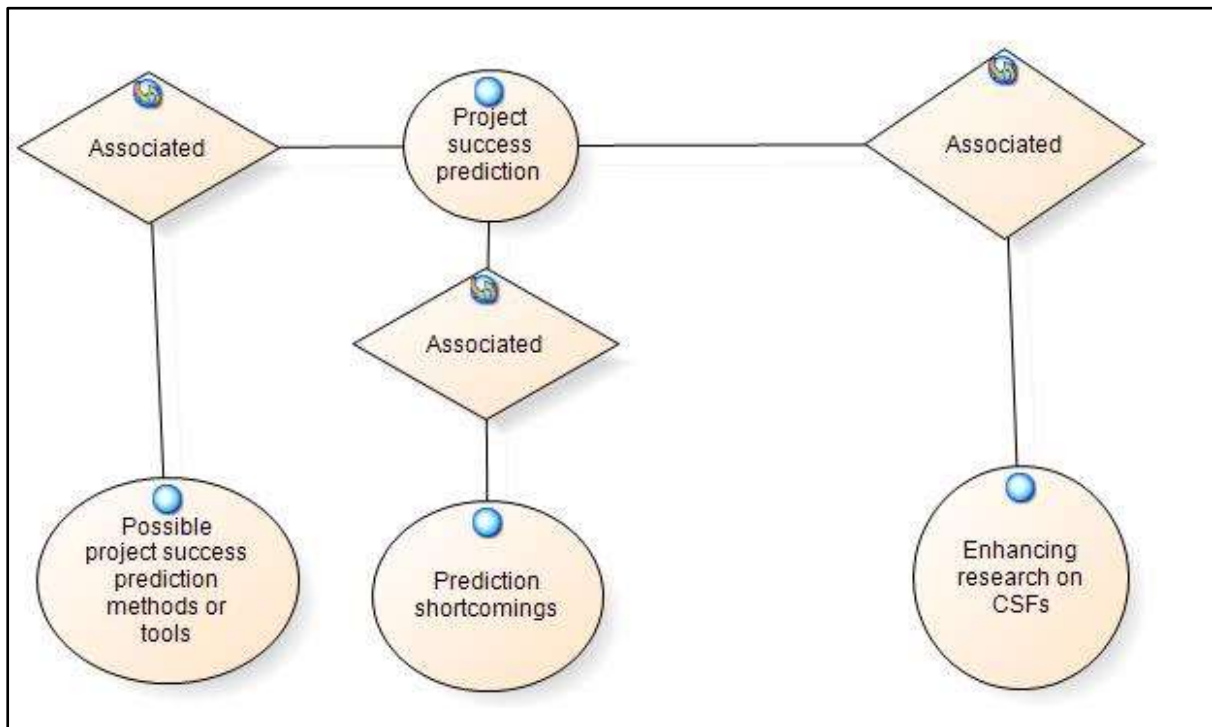 Associated
Project
success
prediction
Associated
Associated
Possible
project success
prediction
methods or
tools
Prediction
shortcomings
Enhancing
research on
CSFs